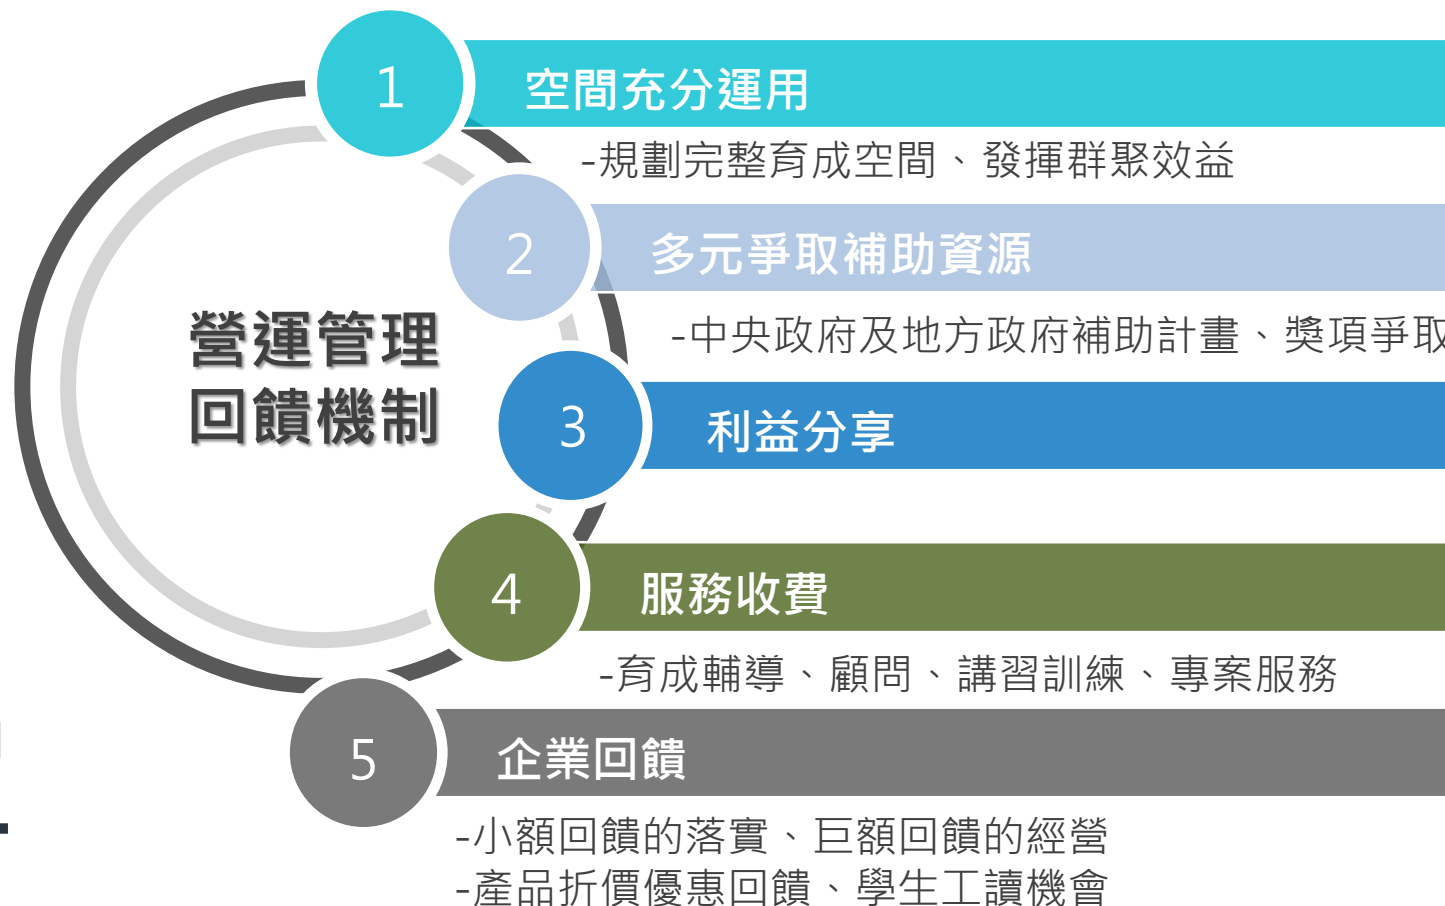 1
空間充分運用
-規劃完整育成空間、發揮群聚效益
2
多元爭取補助資源
-中央政府及地方政府補助計畫、獎項爭取
營運管理
回饋機制
3
利益分享
4
服務收費
-育成輔導、顧問、講習訓練、專案服務
5
企業回饋
-小額回饋的落實、巨額回饋的經營
-產品折價優惠回饋、學生工讀機會